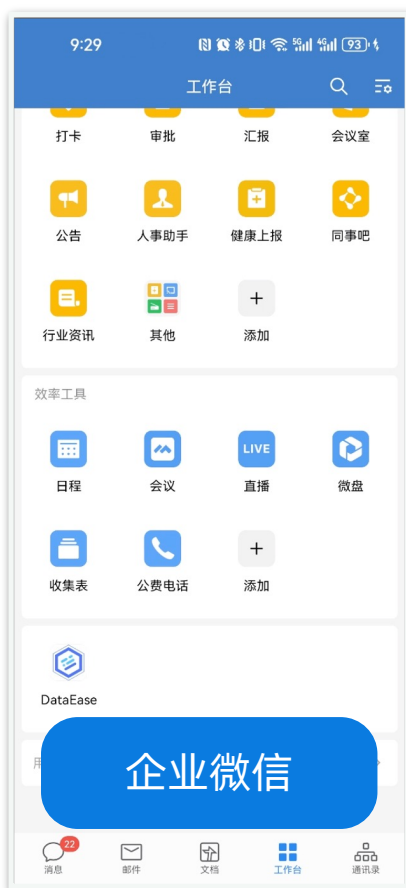 9:29
5G
4G
93
工作台
打卡 审批 汇报 会议室
公告 人事助手 健康上报 同事吧
行业资讯 其他 添加
效率工具
日程 会议 LIVE 直播 微盘
收集表 公费电话 添加
DataEase
企业微信
22
消息 邮件 文档 工作台 通讯录